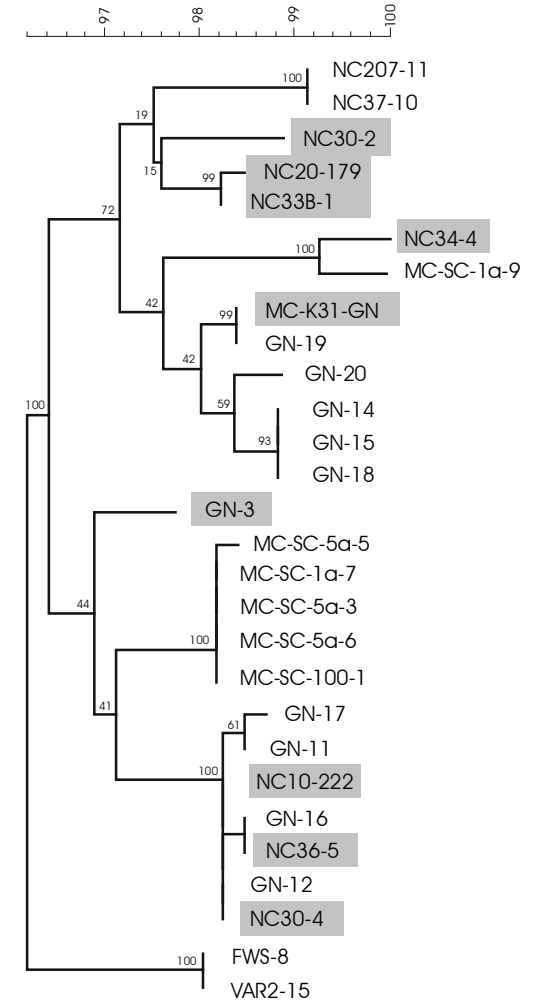 97 98 99 100
100 NC207-11
NC37-10
19
NC30-2
15
99 NC20-179
NC33B-1
72
NC34-4
100
MC-SC-1a-9
42
99 MC-K31-GN
GN-19
42
GN-20
59
GN-14
93 GN-15
GN-18
100
GN-3
44
MC-SC-5a-5
MC-SC-1a-7
MC-SC-5a-3
100 MC-SC-5a-6
MC-SC-100-1
41
GN-17
61
GN-11
100 NC10-222
GN-16
NC36-5
GN-12
NC30-4
FWS-8
100
VAR2-15